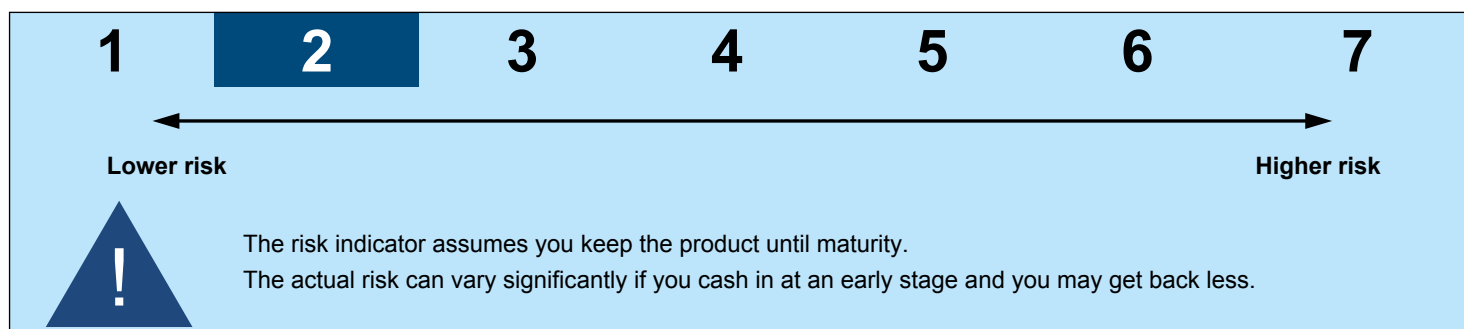 1 2 3 4 5 6 7
Lower risk Higher risk
!
The risk indicator assumes you keep the product until maturity.
The actual risk can vary significantly if you cash in at an early stage and you may get back less.